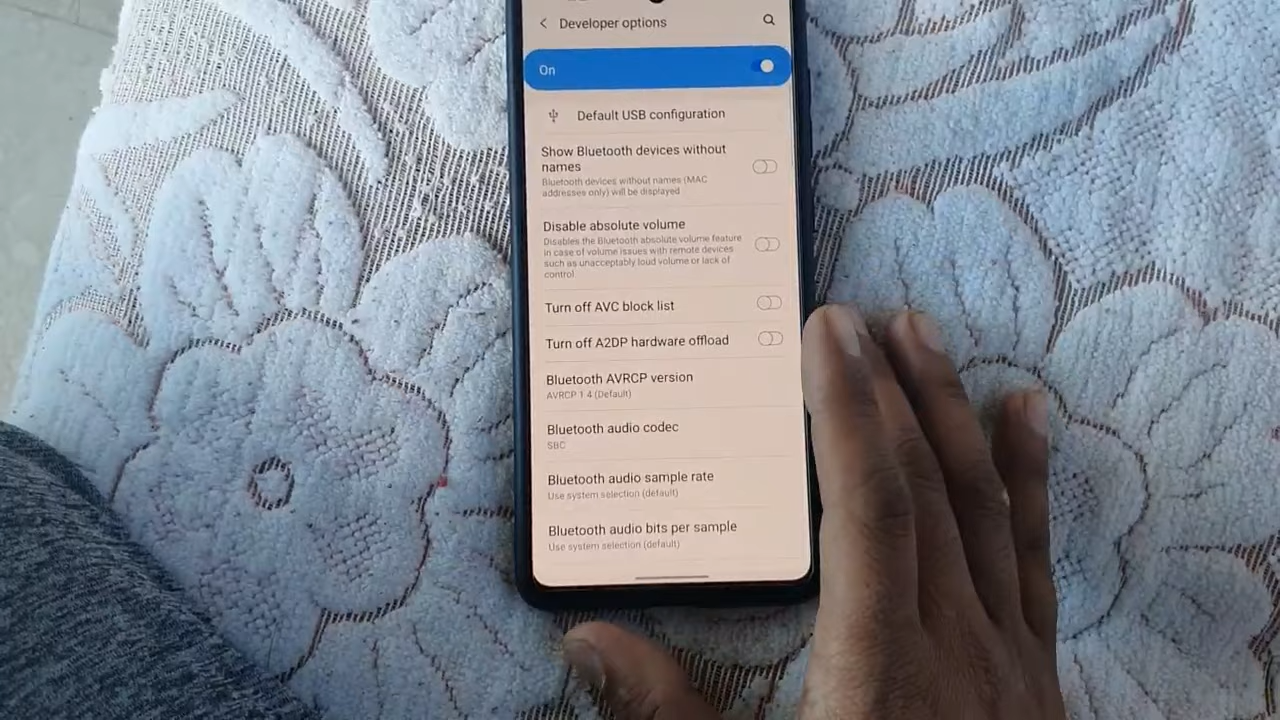 Developer options
On
Default USB configuration
Show Bluetooth devices without
names
Bluetooth devices without names (MAC
addresses only) will be displayed
Disable absolute volume
Disables the Bluetooth absolute volume feature
in case of volume issues with remote devices
such as unacceptably loud volume or lack of
control
Turn off AVC block list
Turn off A2DP hardware offload
Bluetooth AVRCP version
AVRCP 1.4 (Default)
Bluetooth audio codec
SBC
Bluetooth audio sample rate
Use system selection (default)
Bluetooth audio bits per sample
Use system selection (default)